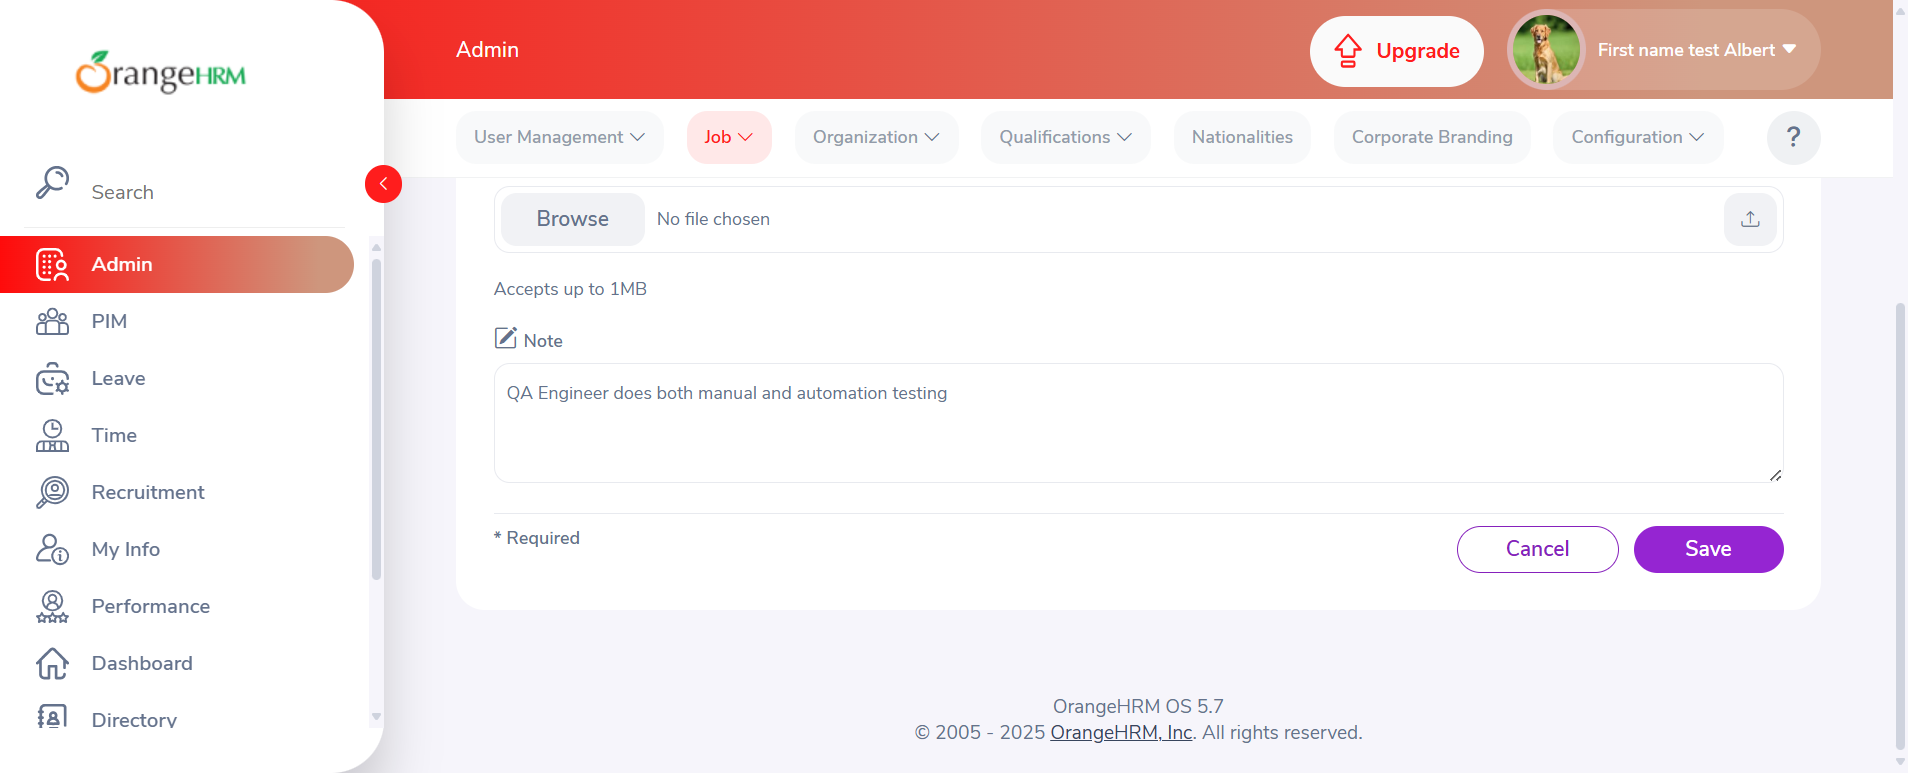 OrangeHRM
Search
Admin
PIM
Leave
Time
Recruitment
My Info
Performance
Dashboard
Directory
Admin
Upgrade
First name test Albert
User Management
Job
Organization
Qualifications
Nationalities
Corporate Branding
Configuration
?
Browse
No file chosen
Accepts up to 1MB
Note
QA Engineer does both manual and automation testing
* Required
Cancel
Save
OrangeHRM OS 5.7
© 2005 - 2025 OrangeHRM, Inc. All rights reserved.